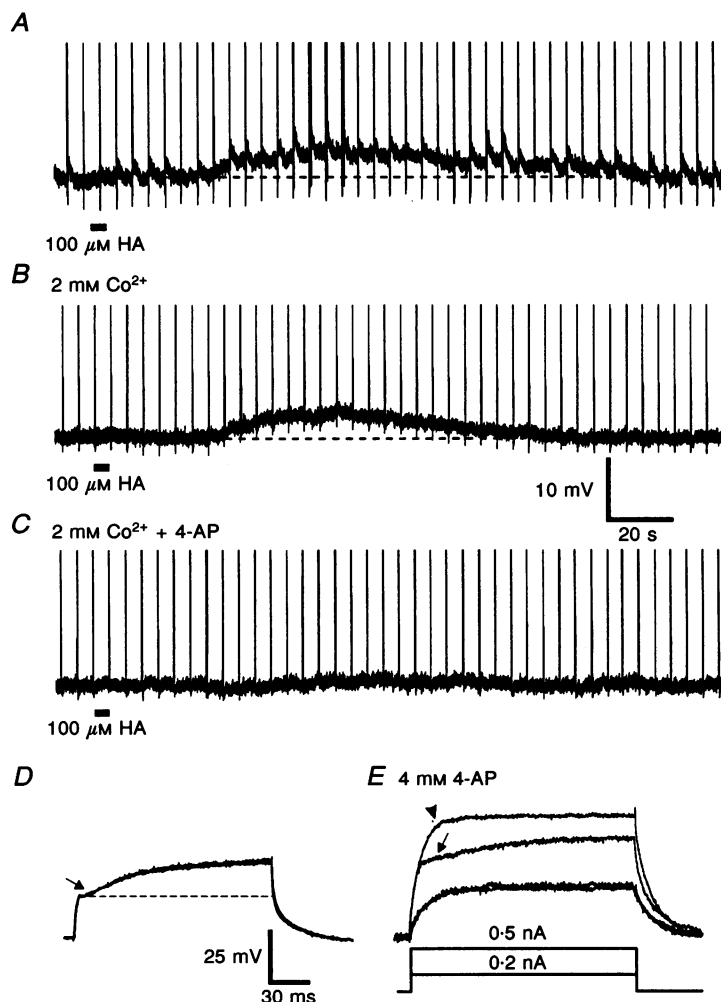 A
100 μM HA
B 2 mM Co²⁺
100 μM HA
10 mV
20 s
C 2 mM Co²⁺ + 4-AP
100 μM HA
D
25 mV
30 ms
E 4 mM 4-AP
0·5 nA
0·2 nA